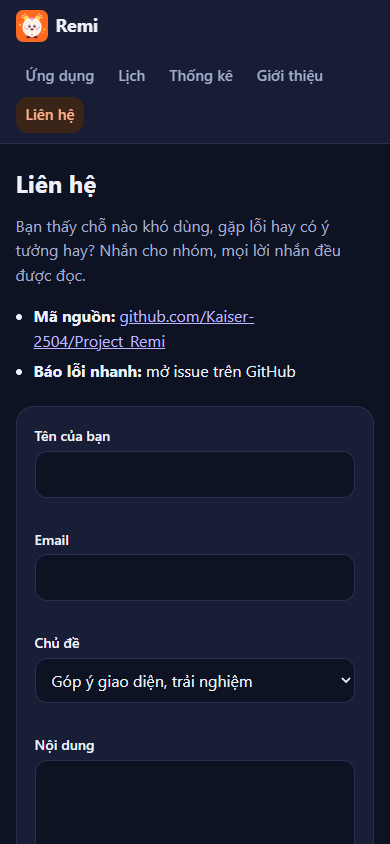 Remi
Ứng dụng
Lịch
Thống kê
Giới thiệu
Liên hệ
Liên hệ
Bạn thấy chỗ nào khó dùng, gặp lỗi hay có ý
tưởng hay? Nhắn cho nhóm, mọi lời nhắn đều
được đọc.
Mã nguồn: github.com/Kaiser-
2504/Project_Remi
Báo lỗi nhanh: mở issue trên GitHub
Tên của bạn
Email
Chủ đề
Góp ý giao diện, trải nghiệm
Nội dung